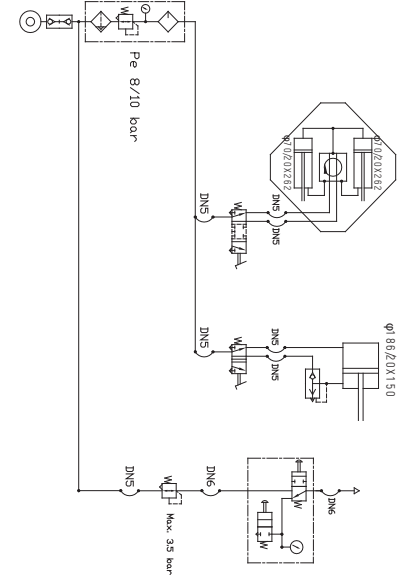 Pe 8/10 bar
φ70/20X262
φ70/20X262
DN5
DN5
DN5
φ186/20X150
DN5
DN5
DN5
DN5
DN6
DN6
Max. 3.5 bar